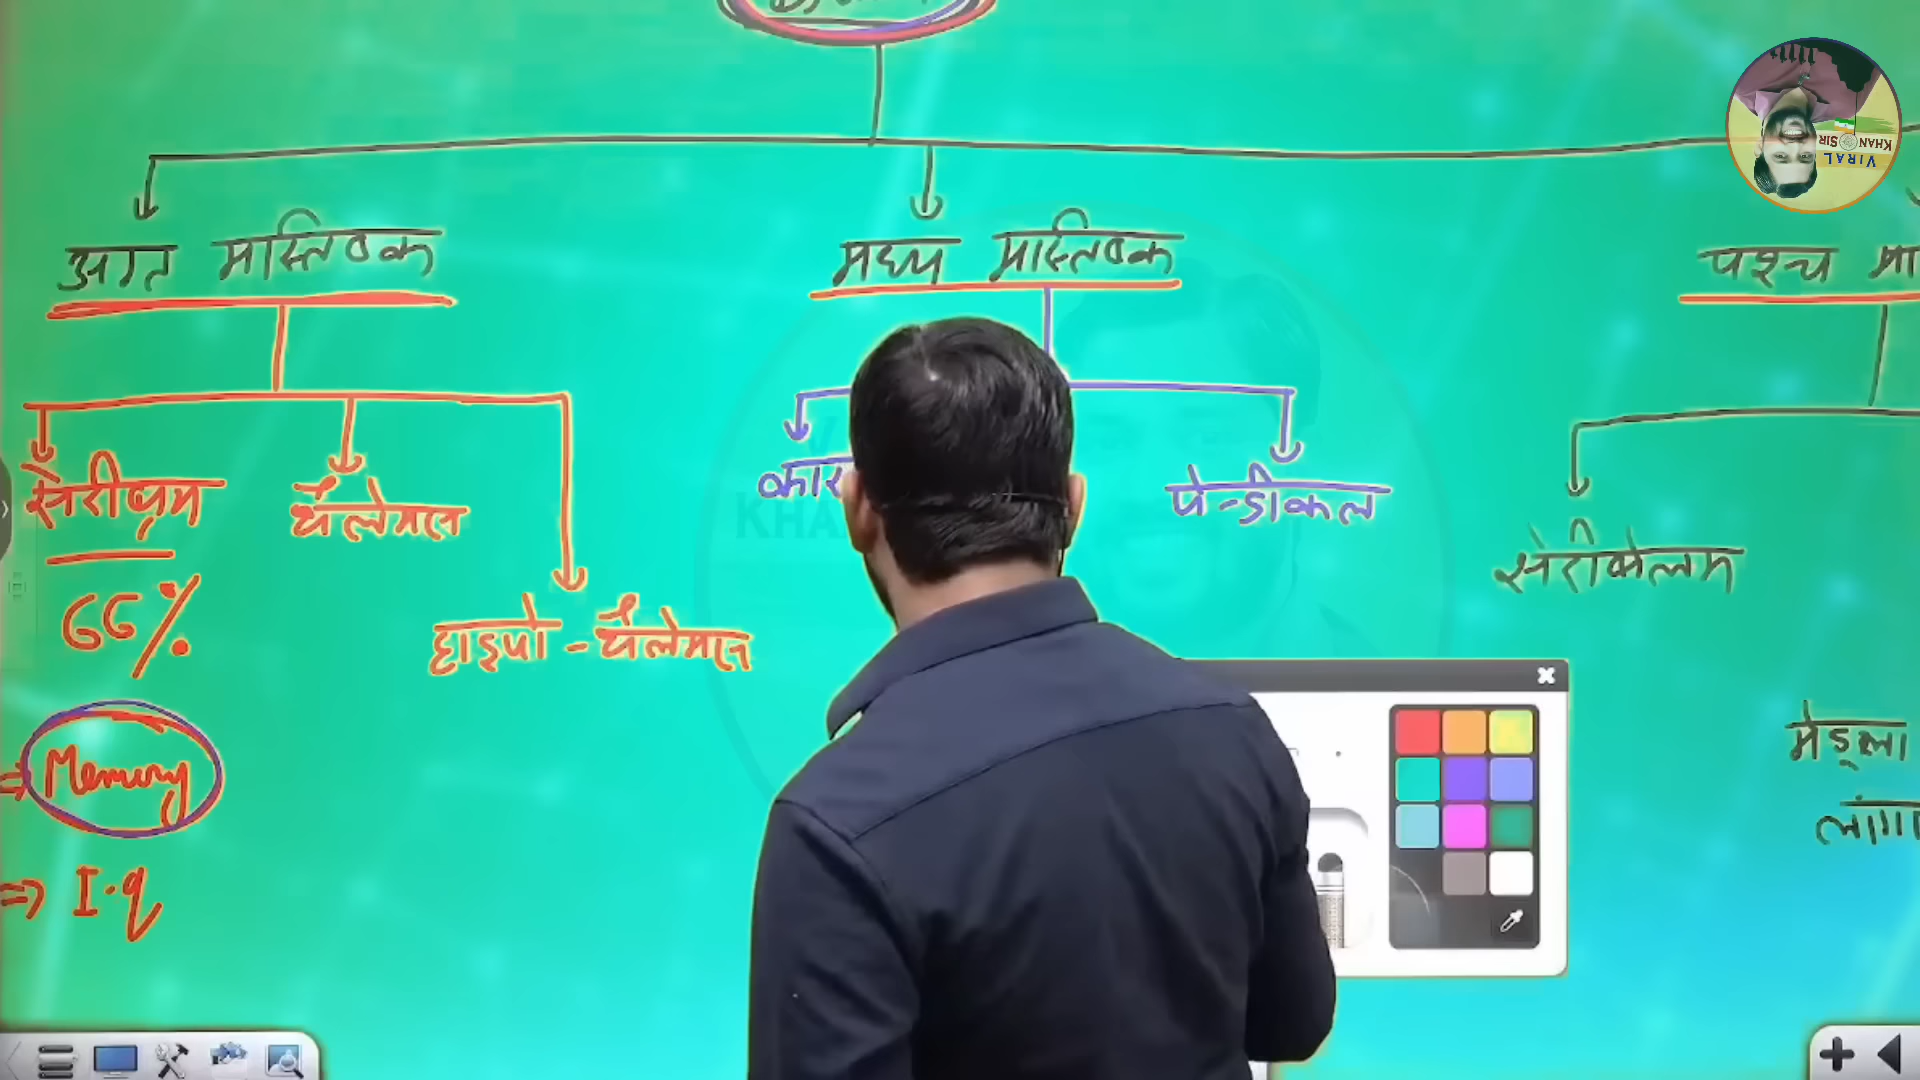 अग्र मस्तिष्क
मध्य मस्तिष्क
पश्च
सेरीब्रम
थैलेमस
हाइपो-थैलेमस
66%
⇒ Memory
⇒ I.q
पेन्डीकल
सेरीबेलम
मेडुला
KHAN SIR
VIRAL